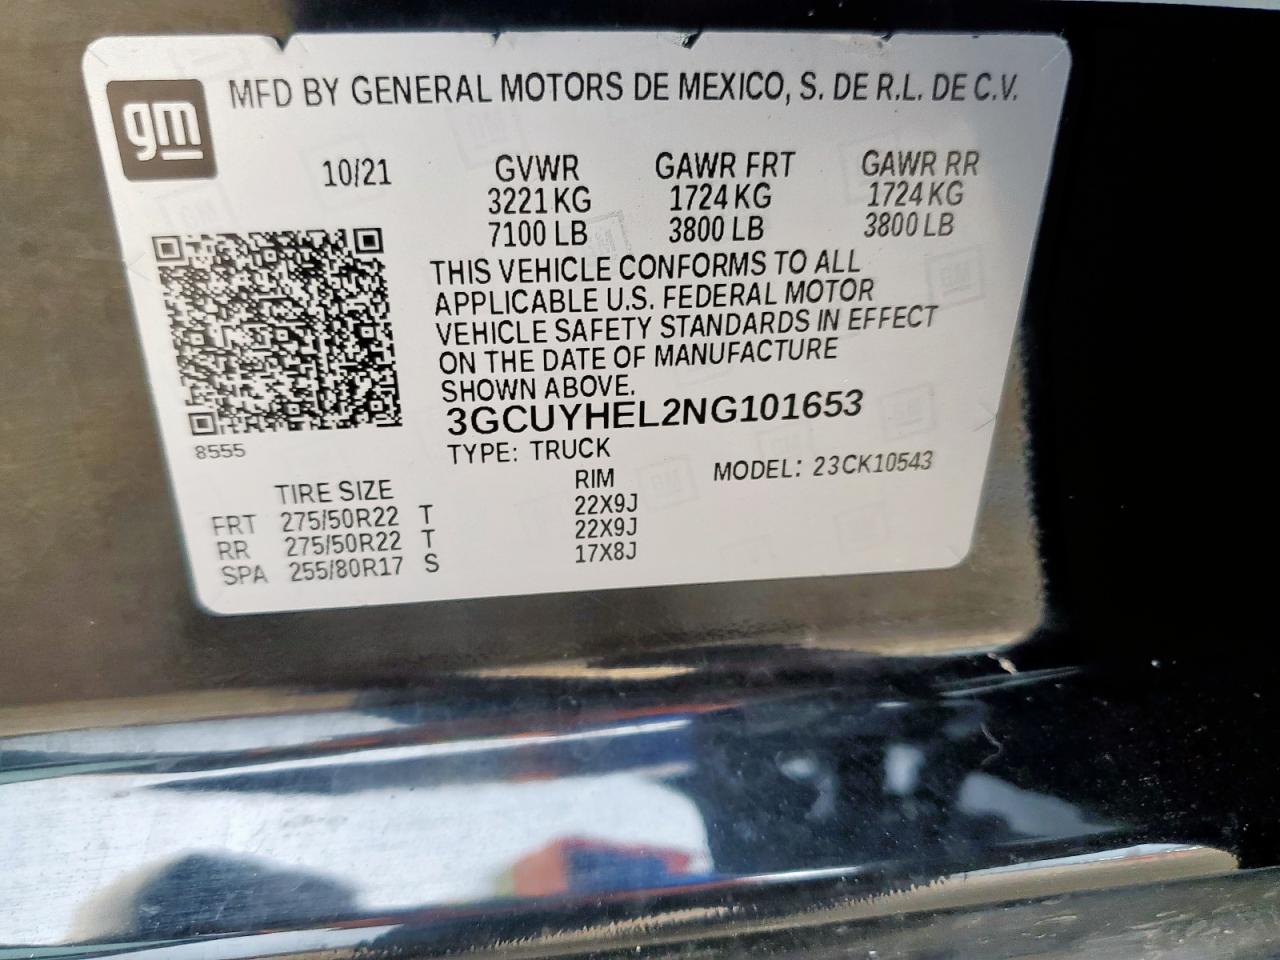 gm
MFD BY GENERAL MOTORS DE MEXICO, S. DE R.L. DE C.V.
10/21 GVWR GAWR FRT GAWR RR
3221 KG 1724 KG 1724 KG
7100 LB 3800 LB 3800 LB
THIS VEHICLE CONFORMS TO ALL
APPLICABLE U.S. FEDERAL MOTOR
VEHICLE SAFETY STANDARDS IN EFFECT
ON THE DATE OF MANUFACTURE
SHOWN ABOVE.
3GCUYHEL2NG101653
8555
TYPE: TRUCK MODEL: 23CK10543
TIRE SIZE RIM
FRT 275/50R22 T 22X9J
RR 275/50R22 T 22X9J
SPA 255/80R17 S 17X8J